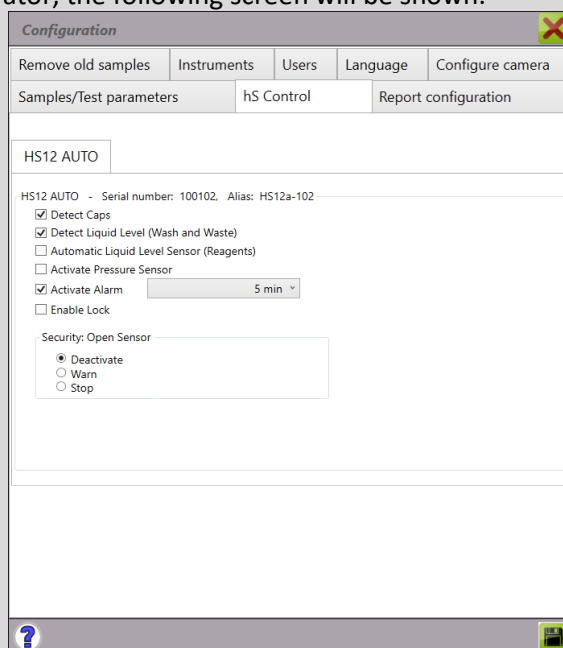 the following screen will be shown.
Configuration
Remove old samples Instruments Users Language Configure camera
Samples/Test parameters hS Control Report configuration
HS12 AUTO
HS12 AUTO - Serial number: 100102, Alias: HS12a-102
Detect Caps
Detect Liquid Level (Wash and Waste)
Automatic Liquid Level Sensor (Reagents)
Activate Pressure Sensor
Activate Alarm 5 min
Enable Lock
Security: Open Sensor
Deactivate
Warn
Stop
?